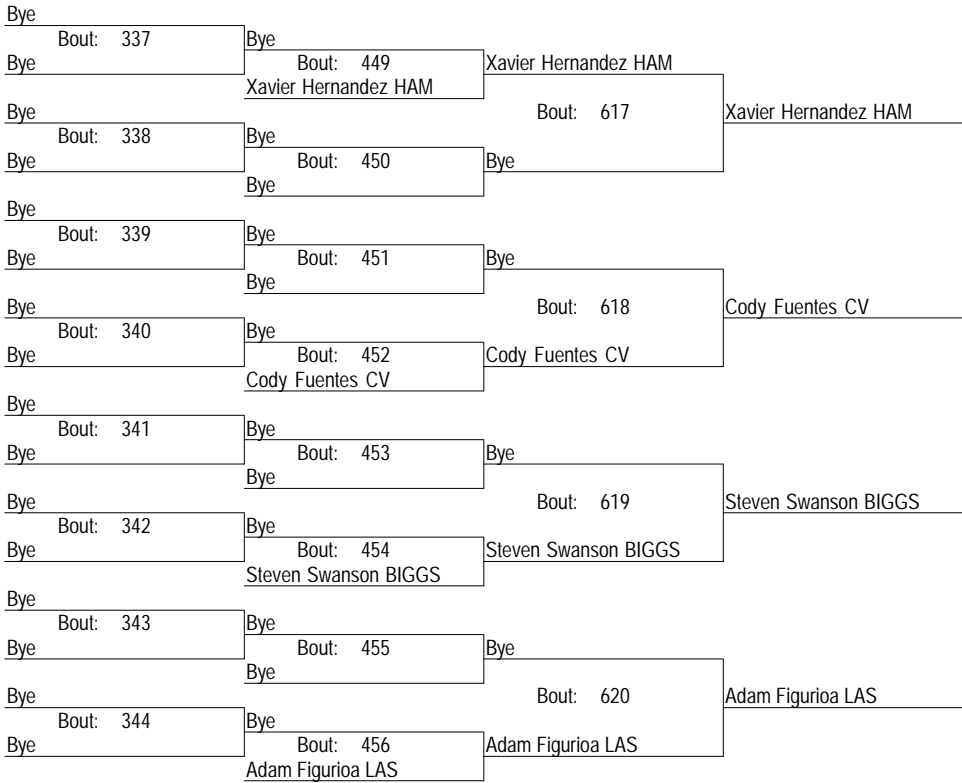 Bye
Bout: 337 Bye
Bye Bout: 449 Xavier Hernandez HAM
Xavier Hernandez HAM
Bye Bout: 617 Xavier Hernandez HAM
Bout: 338 Bye
Bye Bout: 450 Bye
Bye
Bye
Bout: 339 Bye
Bye Bout: 451 Bye
Bye
Bye Bout: 618 Cody Fuentes CV
Bout: 340 Bye
Bye Bout: 452 Cody Fuentes CV
Cody Fuentes CV
Bye
Bout: 341 Bye
Bye Bout: 453 Bye
Bye
Bye Bout: 619 Steven Swanson BIGGS
Bout: 342 Bye
Bye Bout: 454 Steven Swanson BIGGS
Steven Swanson BIGGS
Bye
Bout: 343 Bye
Bye Bout: 455 Bye
Bye
Bye Bout: 620 Adam Figurioa LAS
Bout: 344 Bye
Bye Bout: 456 Adam Figurioa LAS
Adam Figurioa LAS